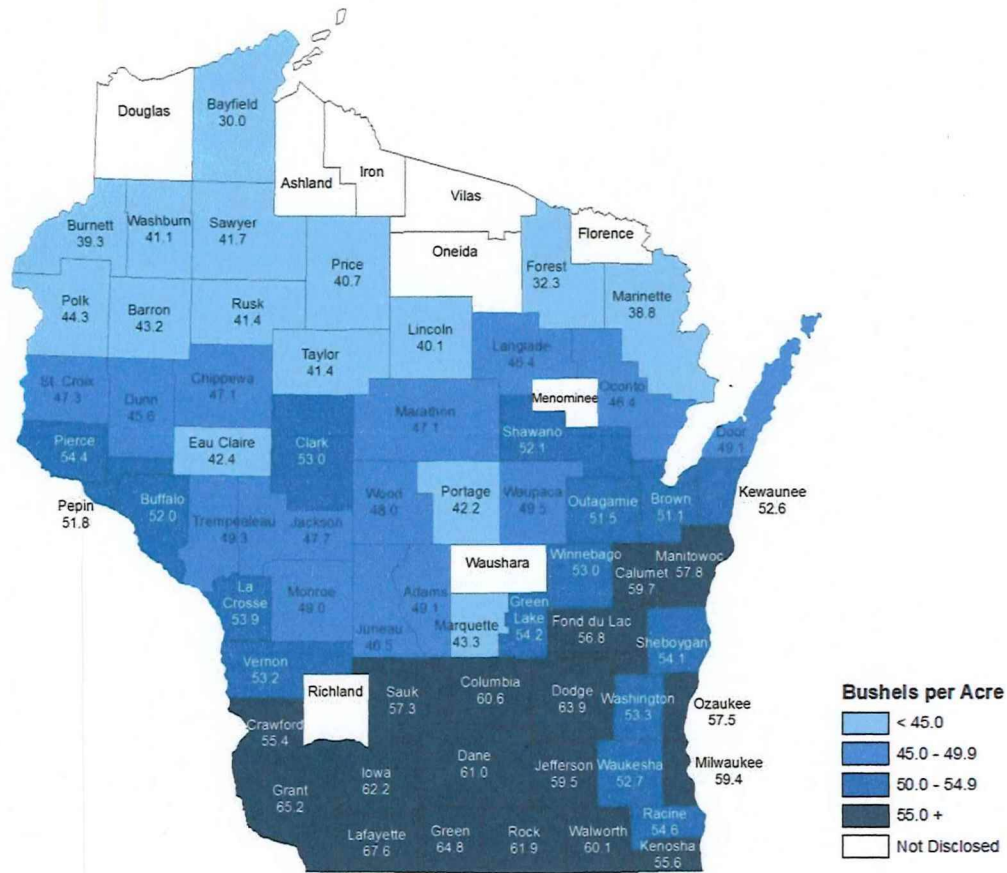 Douglas
Bayfield
30.0
Ashland
Iron
Vilas
Florence
Burnett
39.3
Washburn
41.1
Sawyer
41.7
Price
40.7
Oneida
Forest
32.3
Marinette
38.8
Polk
44.3
Barron
43.2
Rusk
41.4
Lincoln
40.1
Taylor
41.4
Langlade
46.4
St. Croix
47.3
Dunn
45.6
Chippewa
47.1
Marathon
47.1
Menominee
Oconto
46.4
Door
49.1
Pierce
54.4
Eau Claire
42.4
Clark
53.0
Shawano
52.1
Pepin
51.8
Buffalo
52.0
Trempealeau
49.3
Jackson
47.7
Wood
48.0
Portage
42.2
Waupaca
49.5
Outagamie
51.5
Brown
51.1
Kewaunee
52.6
La
Crosse
53.9
Monroe
49.0
Juneau
46.5
Adams
49.1
Waushara
Marquette
43.3
Green
Lake
54.2
Winnebago
53.0
Calumet
59.7
Manitowoc
57.8
Fond du Lac
56.8
Sheboygan
54.1
Vernon
53.2
Richland
Sauk
57.3
Columbia
60.6
Dodge
63.9
Washington
53.3
Ozaukee
57.5
Crawford
55.4
Grant
65.2
Iowa
62.2
Dane
61.0
Jefferson
59.5
Waukesha
52.7
Milwaukee
59.4
Lafayette
67.6
Green
64.8
Rock
61.9
Walworth
60.1
Racine
54.6
Kenosha
55.6
Bushels per Acre
< 45.0
45.0 - 49.9
50.0 - 54.9
55.0 +
Not Disclosed